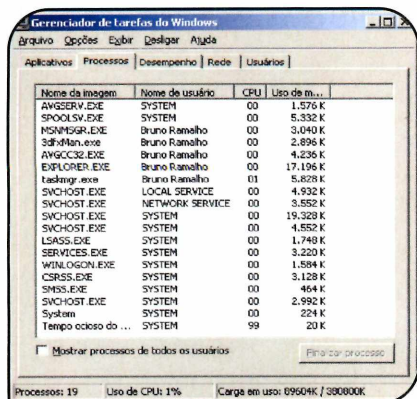 Gerenciador de tarefas do Windows
Arquivo Opções Exibir Desligar Ajuda
Aplicativos Processos Desempenho Rede Usuários
Nome da imagem Nome de usuário CPU Uso de m...
AVGSERV.EXE SYSTEM 00 1.576 K
SPOOLSV.EXE SYSTEM 00 5.332 K
MSNMSGR.EXE Bruno Ramalho 00 3.040 K
3dfxMan.exe Bruno Ramalho 00 2.896 K
AVGCC32.EXE Bruno Ramalho 00 4.236 K
EXPLORER.EXE Bruno Ramalho 00 17.196 K
taskmgr.exe Bruno Ramalho 01 5.828 K
SVCHOST.EXE LOCAL SERVICE 00 4.932 K
SVCHOST.EXE NETWORK SERVICE 00 3.552 K
SVCHOST.EXE SYSTEM 00 19.328 K
SVCHOST.EXE SYSTEM 00 4.552 K
LSASS.EXE SYSTEM 00 1.748 K
SERVICES.EXE SYSTEM 00 3.220 K
WINLOGON.EXE SYSTEM 00 1.584 K
CSRSS.EXE SYSTEM 00 3.128 K
SMSS.EXE SYSTEM 00 464 K
SVCHOST.EXE SYSTEM 00 2.992 K
System SYSTEM 00 224 K
Tempo ocioso do ... SYSTEM 99 20 K
Mostrar processos de todos os usuários
Finalizar processo
Processos: 19 Uso de CPU: 1% Carga em uso: 89604K / 380800K